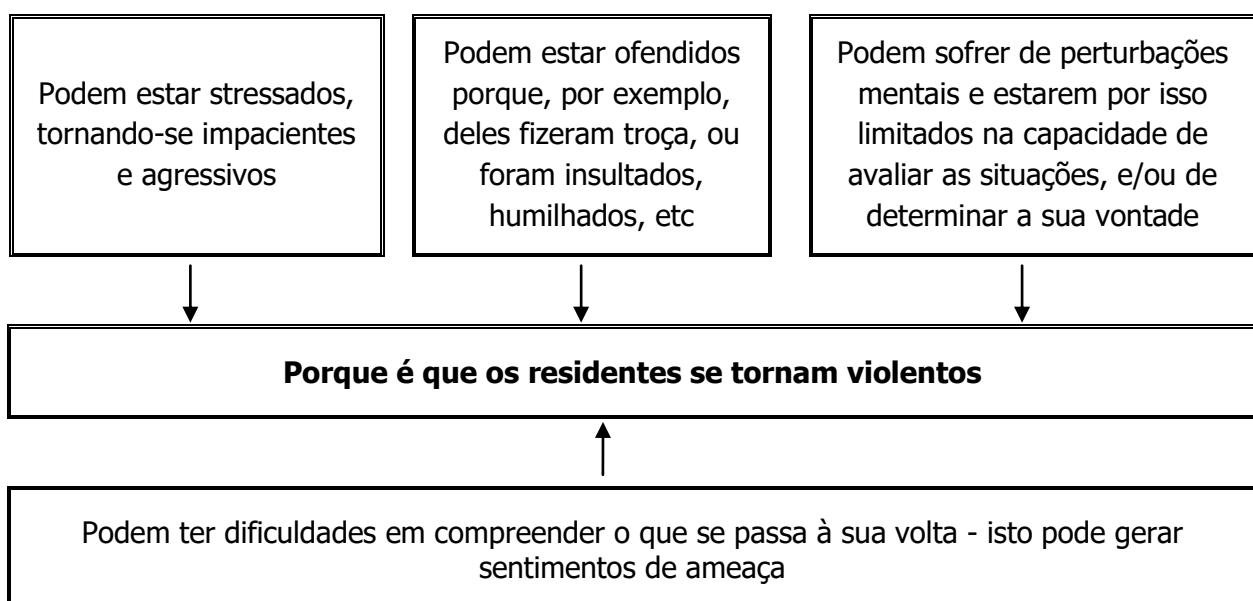 Podem estar stressados,
tornando-se impacientes
e agressivos
Podem estar ofendidos
porque, por exemplo,
deles fizeram troça, ou
foram insultados,
humilhados, etc
Podem sofrer de perturbações
mentais e estarem por isso
limitados na capacidade de
avaliar as situações, e/ou de
determinar a sua vontade
Porque é que os residentes se tornam violentos
Podem ter dificuldades em compreender o que se passa à sua volta - isto pode gerar
sentimentos de ameaça